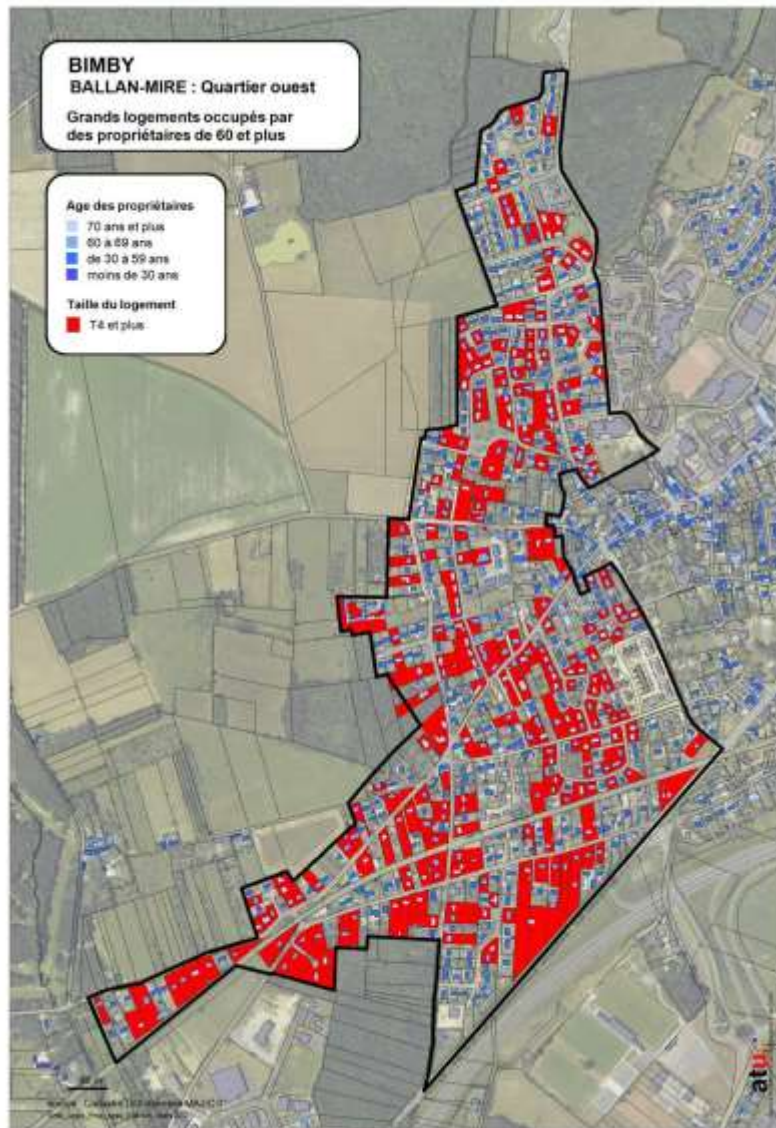 BIMBY
BALLAN-MIRE : Quartier ouest
Grands logements occupés par
des propriétaires de 60 et plus
Age des propriétaires
70 ans et plus
60 à 69 ans
de 30 à 59 ans
moins de 30 ans
Taille du logement
T4 et plus
atu